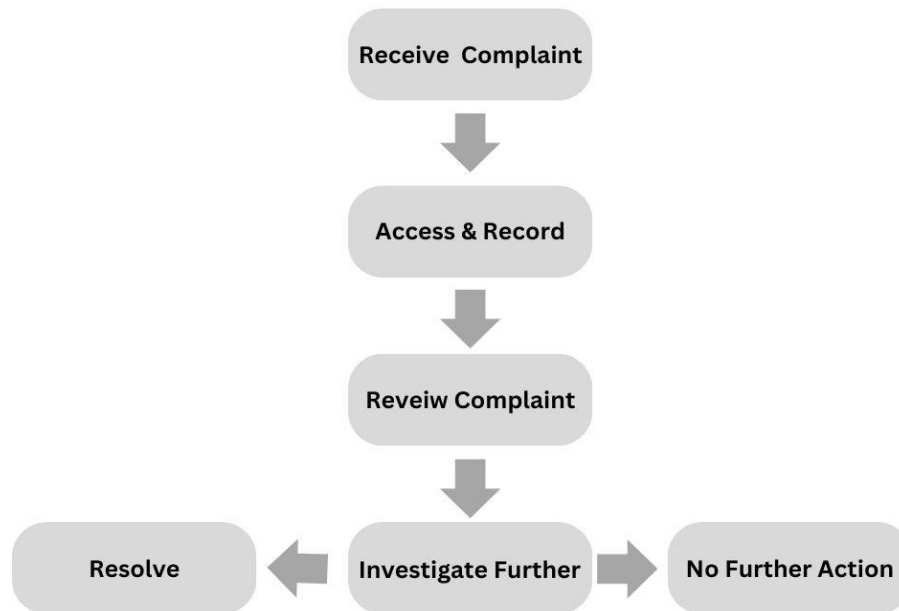 Receive Complaint
Access & Record
Reveiw Complaint
Resolve
Investigate Further
No Further Action